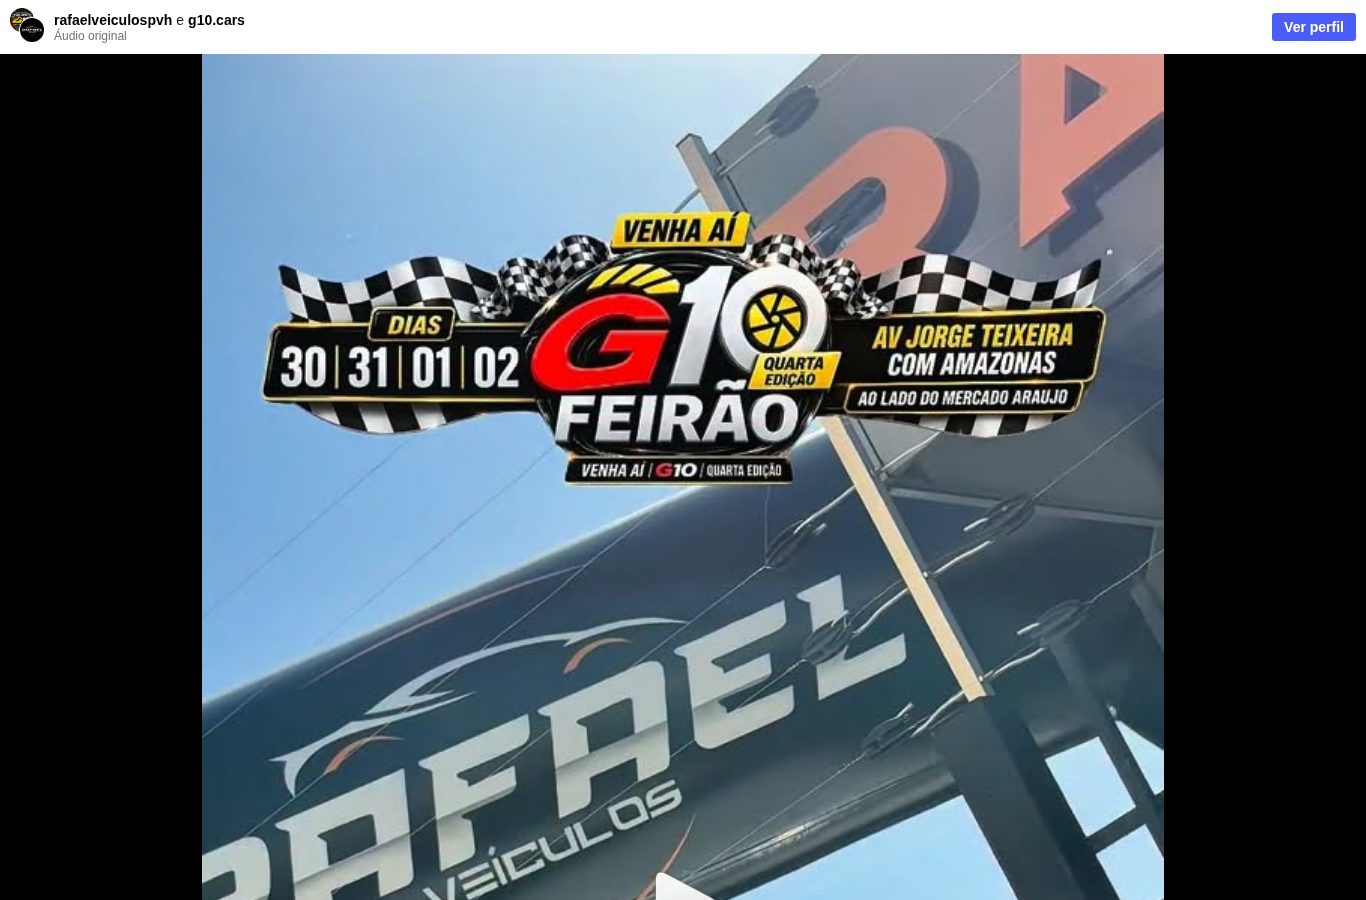 rafaelveiculospvh e g10.cars
Áudio original
Ver perfil
VENHA AÍ
DIAS
30 | 31 | 01 | 02
G10
QUARTA
EDIÇÃO
FEIRÃO
AV JORGE TEIXEIRA
COM AMAZONAS
AO LADO DO MERCADO ARAUJO
VENHA AÍ | G10 | QUARTA EDIÇÃO
RAFAEL
VEÍCULOS